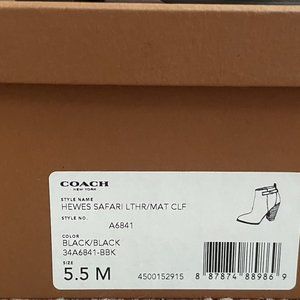 COACH
NEW YORK
STYLE NAME
HEWES SAFARI LTHR/MAT CLF
STYLE NO.
A6841
COLOR
BLACK/BLACK
34A6841-BBK
SIZE
5.5 M
4500152915
8 87874 88986 9